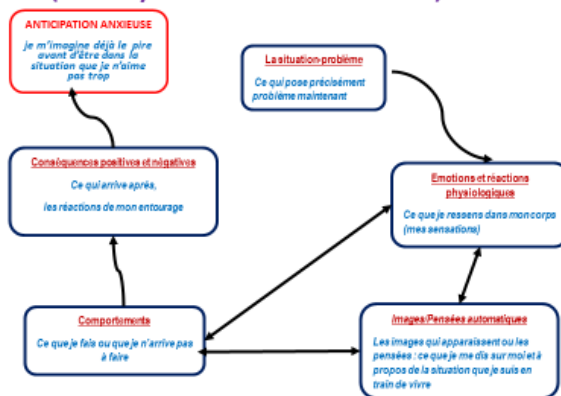 ANTICIPATION ANXIEUSE
je m'imagine déjà le pire
avant d'être dans la
situation que je n'aime
pas trop
La situation-problème
Ce qui pose précisément
problème maintenant
Conséquences positives et négatives
Ce qui arrive après,
les réactions de mon entourage
Emotions et réactions
physiologiques
Ce que je ressens dans mon corps
(mes sensations)
Comportements
Ce que je fais ou que je n'arrive pas
à faire
Images/Pensées automatiques
Les images qui apparaissent ou les
pensées : ce que je me dis sur moi et à
propos de la situation que je suis en
train de vivre